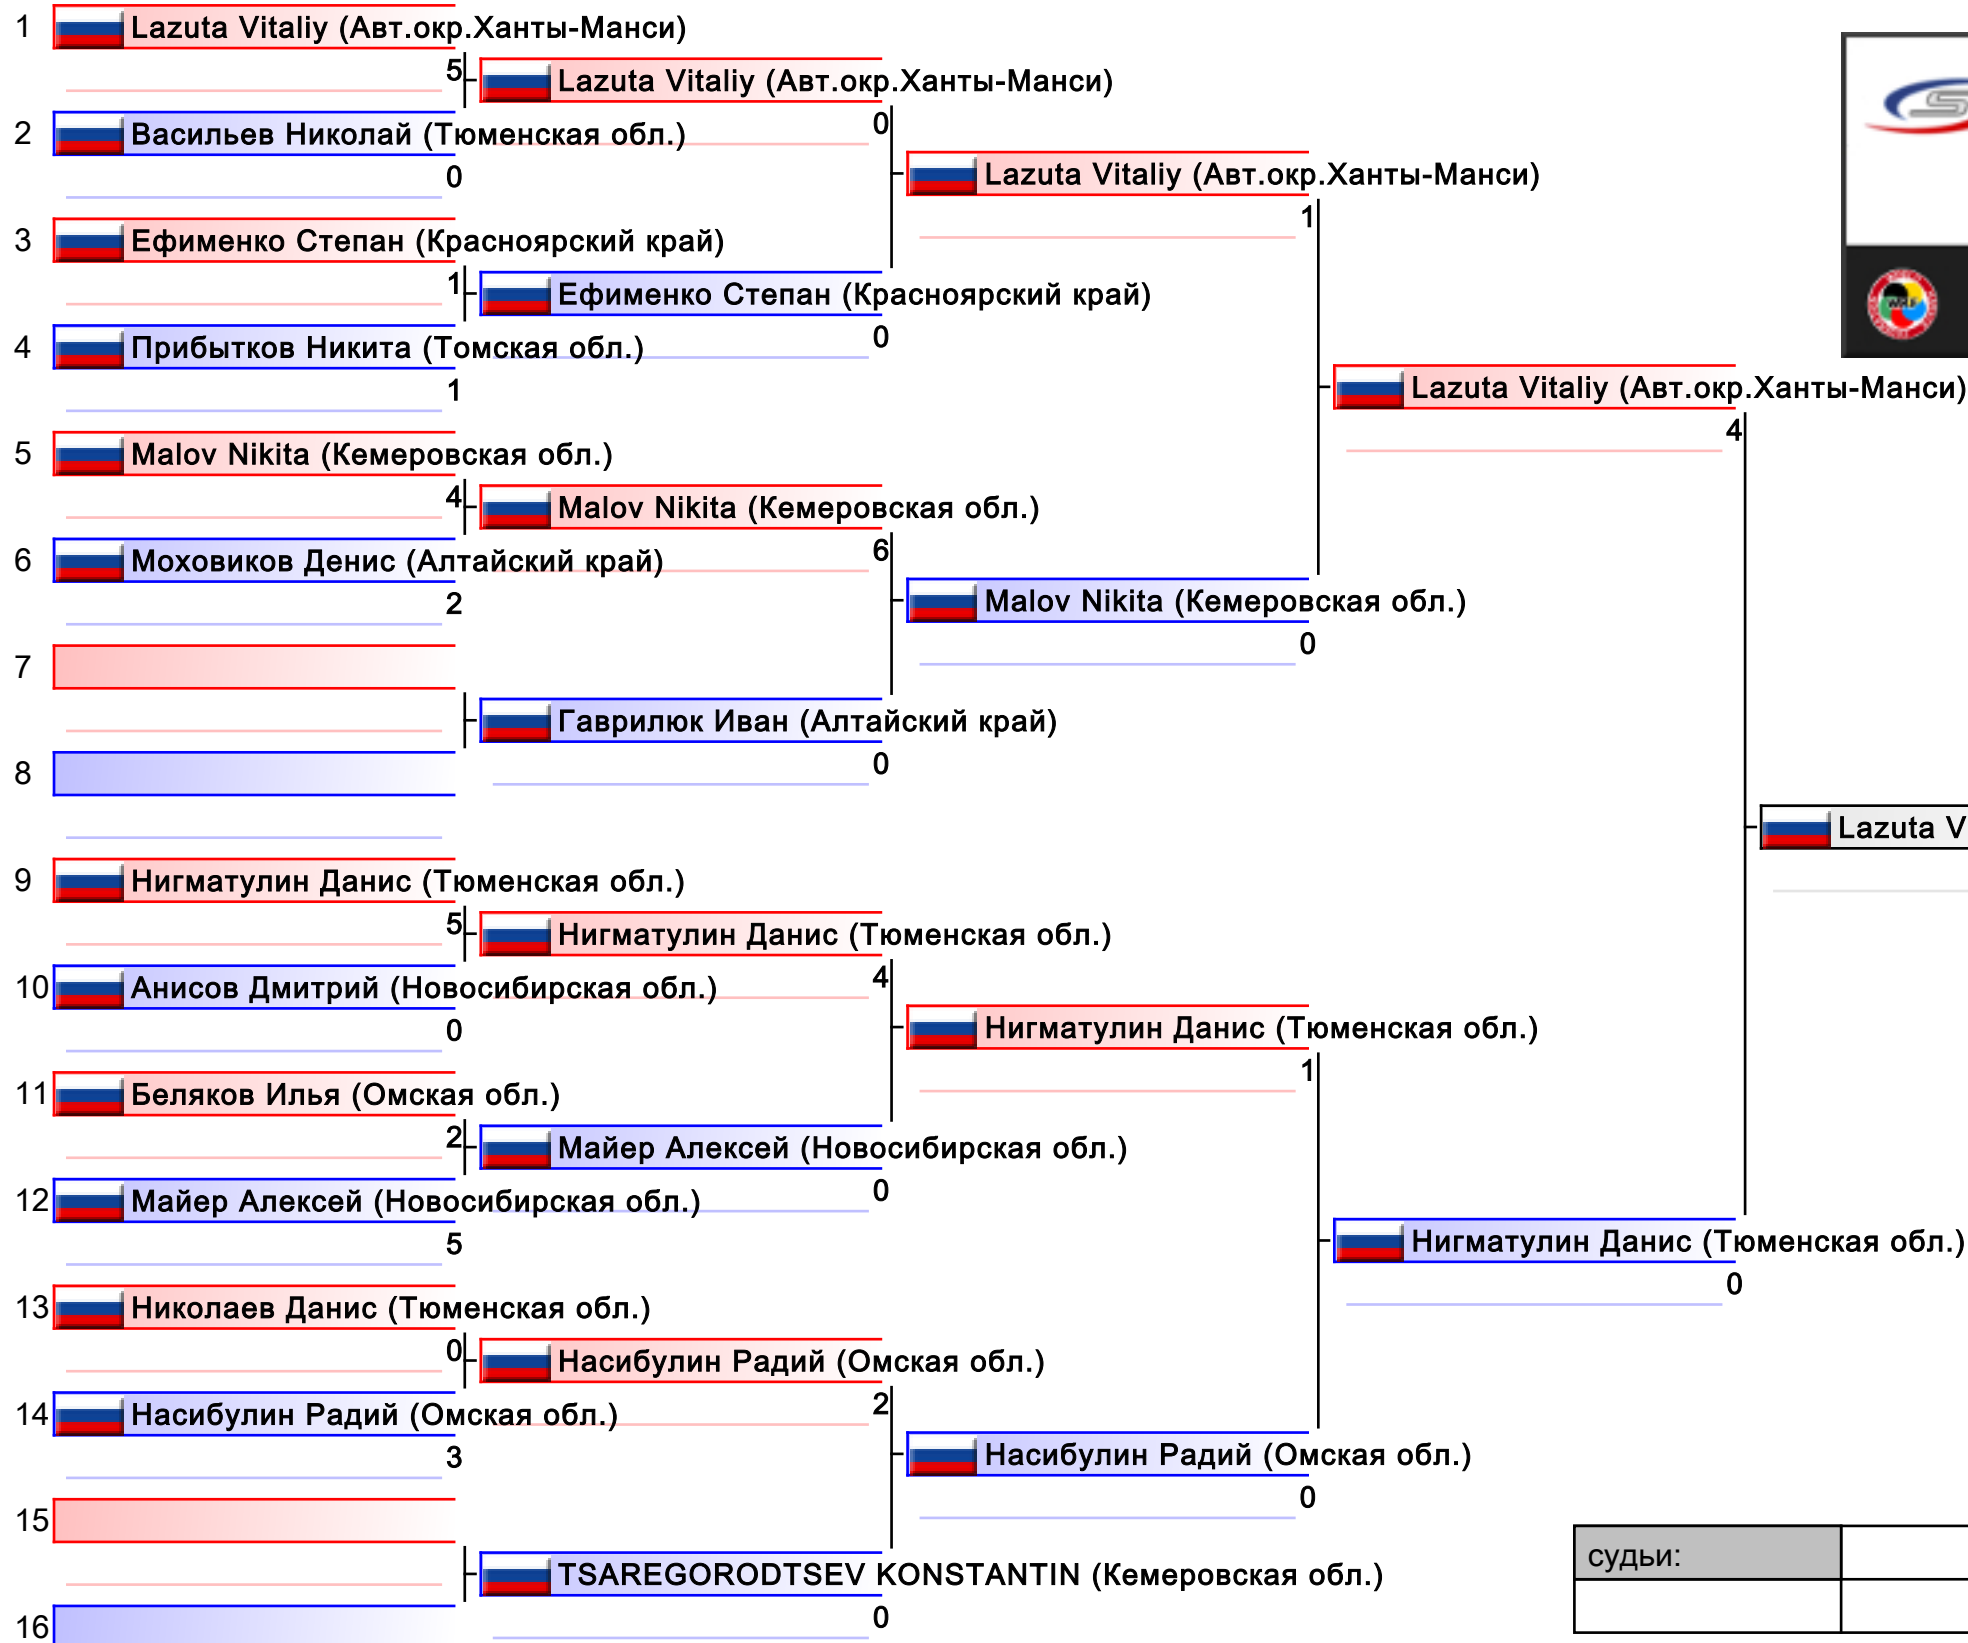 1 Lazuta Vitaliy (Авт.окр.Ханты-Манси)
5 Lazuta Vitaliy (Авт.окр.Ханты-Манси)
2 Васильев Николай (Тюменская обл.)
0
0
Lazuta Vitaliy (Авт.окр.Ханты-Манси)
1
3 Ефименко Степан (Красноярский край)
1 Ефименко Степан (Красноярский край)
0
4 Прибытков Никита (Томская обл.)
1
Lazuta Vitaliy (Авт.окр.Ханты-Манси)
4
5 Malov Nikita (Кемеровская обл.)
4 Malov Nikita (Кемеровская обл.)
6
6 Моховиков Денис (Алтайский край)
2
Malov Nikita (Кемеровская обл.)
0
7
Гаврилюк Иван (Алтайский край)
0
8
Lazuta V
9 Нигматулин Данис (Тюменская обл.)
5 Нигматулин Данис (Тюменская обл.)
4
10 Анисов Дмитрий (Новосибирская обл.)
0
Нигматулин Данис (Тюменская обл.)
1
11 Беляков Илья (Омская обл.)
2 Майер Алексей (Новосибирская обл.)
0
12 Майер Алексей (Новосибирская обл.)
5
Нигматулин Данис (Тюменская обл.)
0
13 Николаев Данис (Тюменская обл.)
0 Насибулин Радий (Омская обл.)
2
14 Насибулин Радий (Омская обл.)
3
Насибулин Радий (Омская обл.)
0
15
TSAREGORODTSEV KONSTANTIN (Кемеровская обл.)
0
16
судьи: